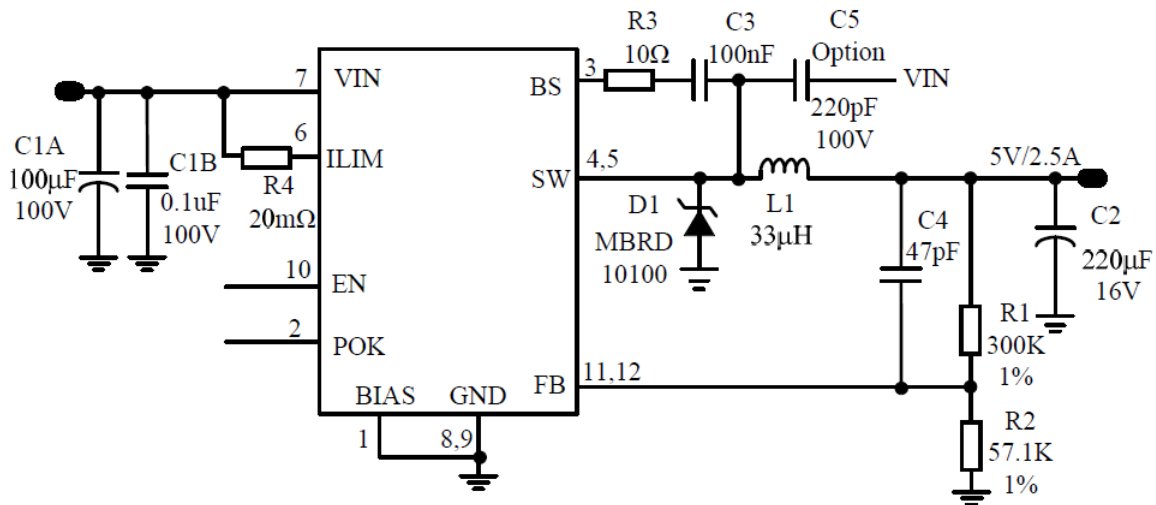 R3
10Ω
C3
100nF
C5
Option
7
VIN
3
BS
VIN
220pF
100V
C1A
100µF
100V
C1B
0.1uF
100V
6
ILIM
R4
20mΩ
4,5
SW
5V/2.5A
D1
MBRD
10100
L1
33µH
C4
47pF
C2
220µF
16V
10
EN
2
POK
R1
300K
1%
FB
11,12
BIAS
GND
1
8,9
R2
57.1K
1%